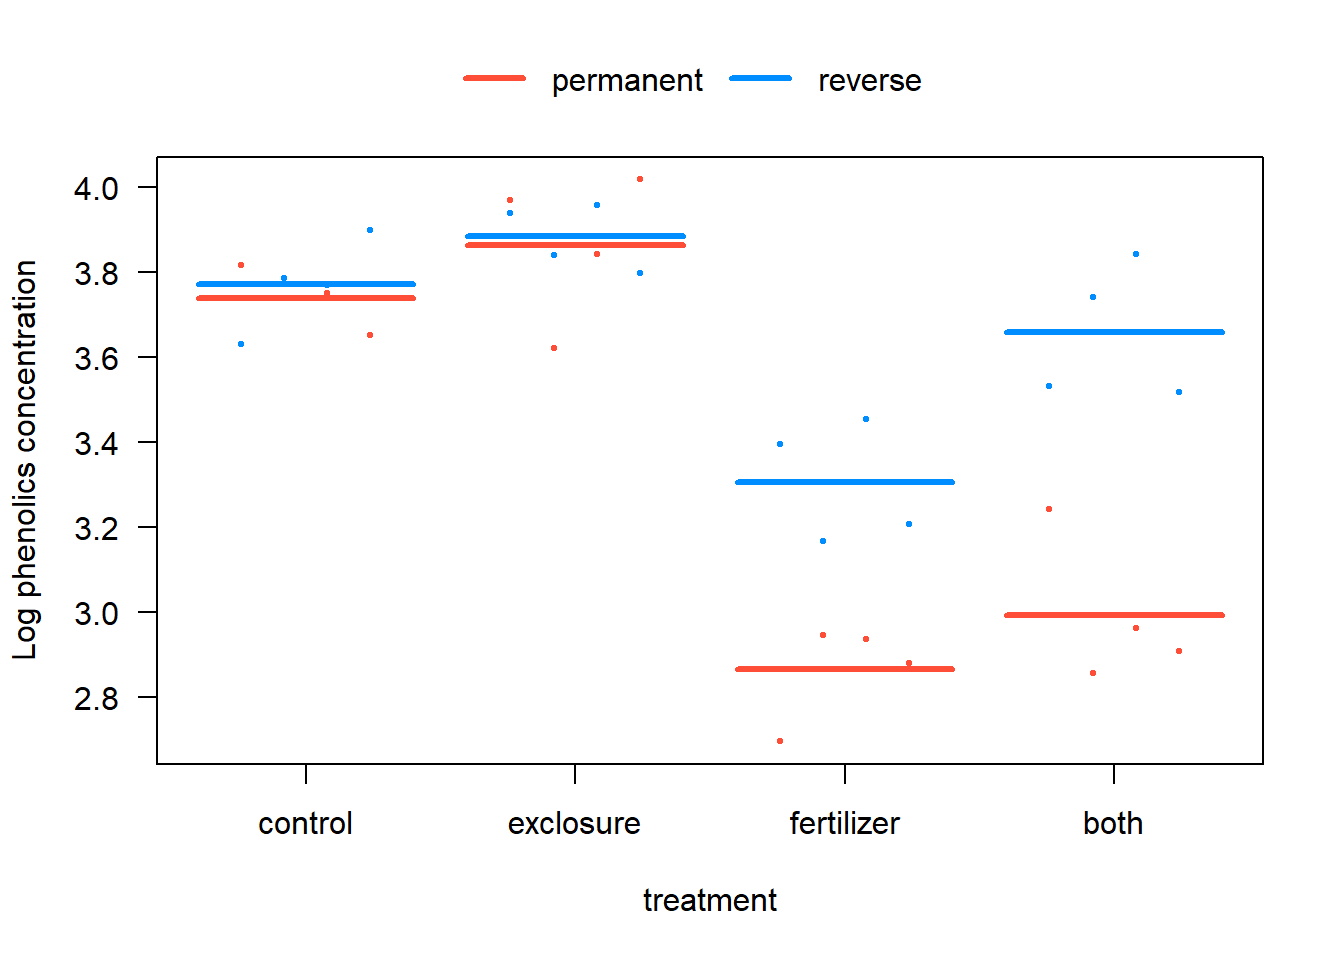 permanent reverse
4.0
3.8
3.6
3.4
3.2
3.0
2.8
Log phenolics concentration
control exclosure fertilizer both
treatment